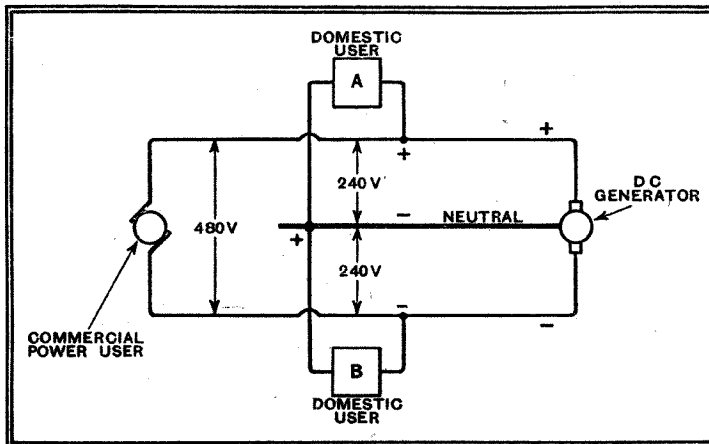 DOMESTIC
USER
A
+
+
240V
DC
GENERATOR
480V
−
NEUTRAL
+
240V
−
−
COMMERCIAL
POWER USER
B
DOMESTIC
USER